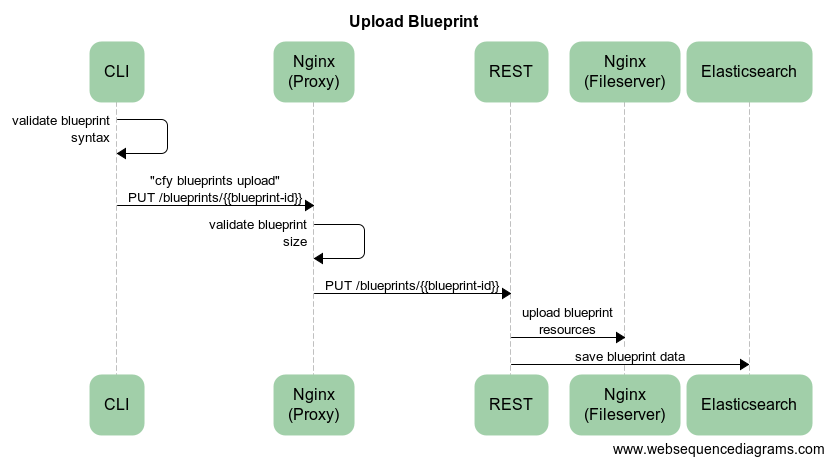 Upload Blueprint
CLI
Nginx
(Proxy)
REST
Nginx
(Fileserver)
Elasticsearch
validate blueprint
syntax
"cfy blueprints upload"
PUT /blueprints/{{blueprint-id}}
validate blueprint
size
PUT /blueprints/{{blueprint-id}}
upload blueprint
resources
save blueprint data
CLI
Nginx
(Proxy)
REST
Nginx
(Fileserver)
Elasticsearch
www.websequencediagrams.com